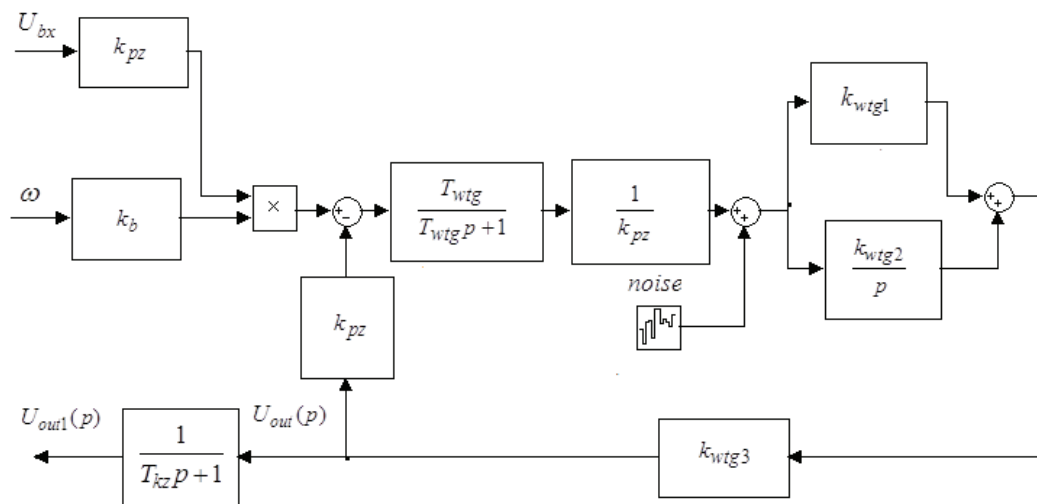 U_bx
k_pz
ω
k_b
×
+
−
T_wtg
T_wtg p + 1
1
k_pz
+
+
noise
k_wtg1
k_wtg2
p
+
+
k_pz
U_out1(p)
1
T_kz p + 1
U_out(p)
k_wtg3